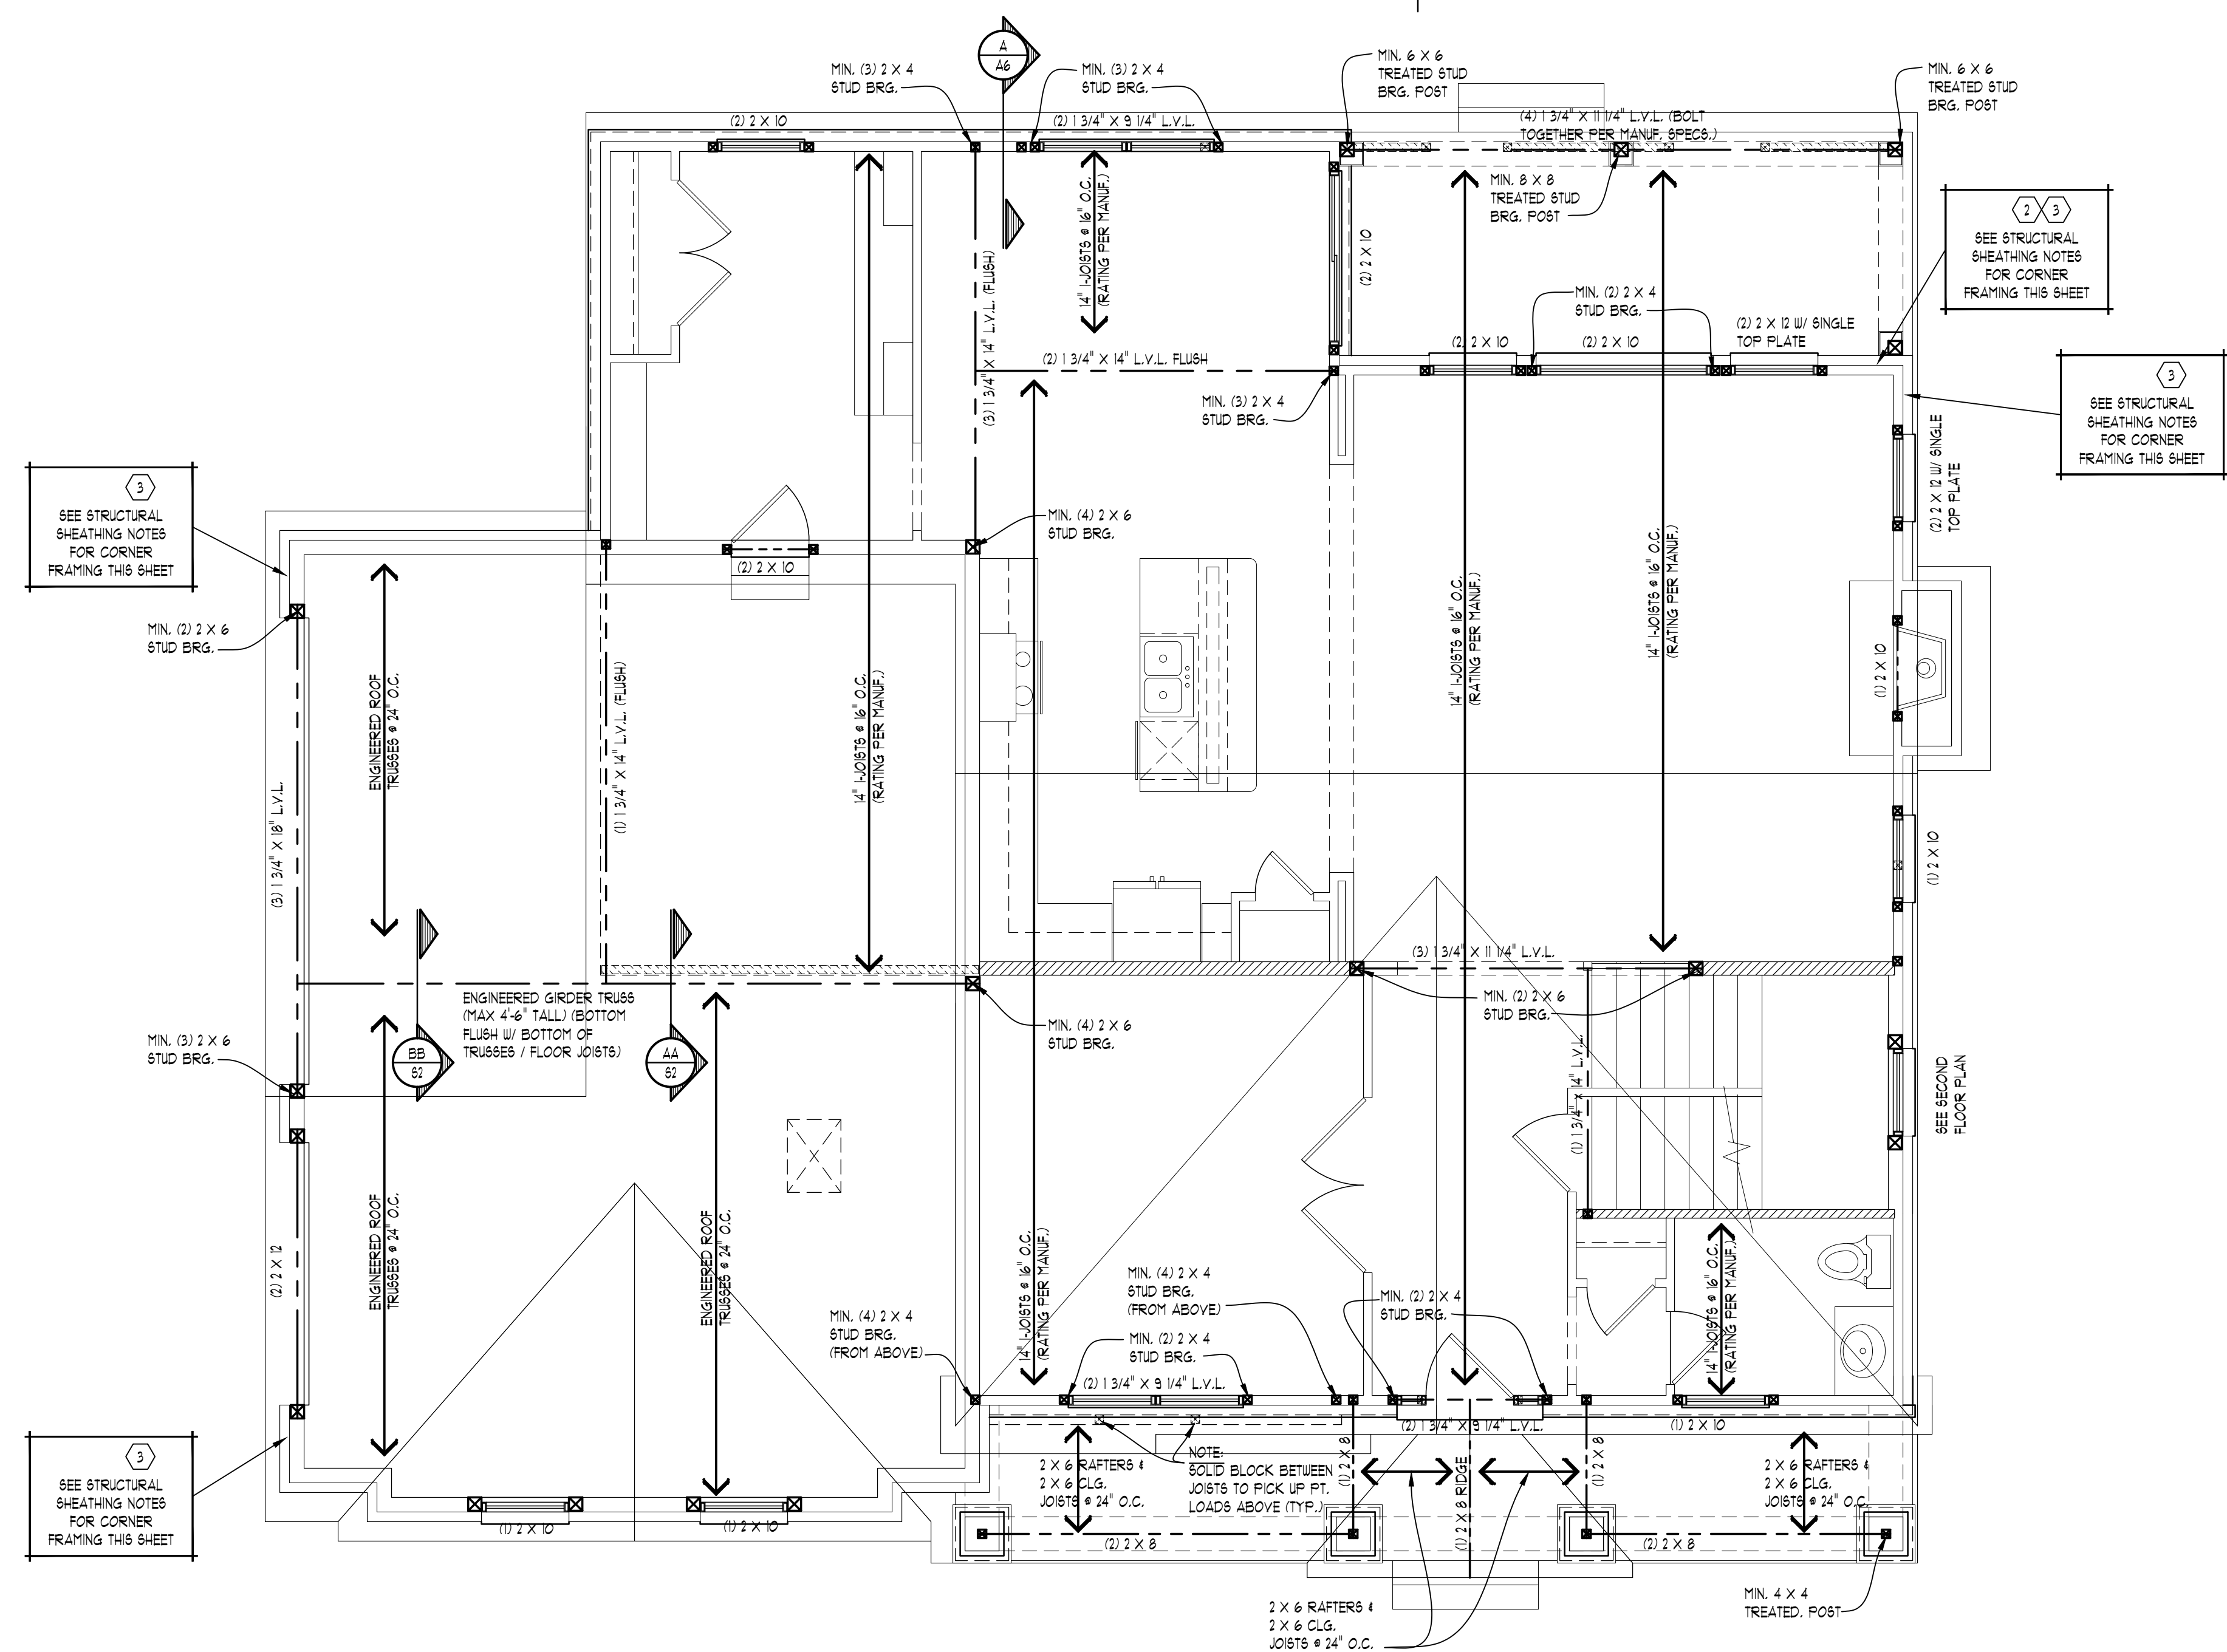 A
A6
MIN. (3) 2 X 4
STUD BRG.
MIN. (3) 2 X 4
STUD BRG.
MIN. 6 X 6
TREATED STUD
BRG. POST
MIN. 6 X 6
TREATED STUD
BRG. POST
(2) 2 X 10
(2) 1 3/4" X 9 1/4" L.V.L.
(4) 1 3/4" X 11 1/4" L.V.L. (BOLT
TOGETHER PER MANUF. SPECS.)
MIN. 8 X 8
TREATED STUD
BRG. POST
14" I-JOISTS @ 16" O.C.
(RATING PER MANUF.)
(2) 2 X 10
2 3
SEE STRUCTURAL
SHEATHING NOTES
FOR CORNER
FRAMING THIS SHEET
(3) 1 3/4" X 14" L.V.L. (FLUSH)
MIN. (2) 2 X 4
STUD BRG.
(2) 2 X 12 W/ SINGLE
TOP PLATE
(2) 2 X 10
(2) 2 X 10
(2) 1 3/4" X 14" L.V.L. FLUSH
MIN. (3) 2 X 4
STUD BRG.
3
SEE STRUCTURAL
SHEATHING NOTES
FOR CORNER
FRAMING THIS SHEET
(2) 2 X 12 W/ SINGLE
TOP PLATE
3
SEE STRUCTURAL
SHEATHING NOTES
FOR CORNER
FRAMING THIS SHEET
MIN. (4) 2 X 6
STUD BRG.
(2) 2 X 10
MIN. (2) 2 X 6
STUD BRG.
ENGINEERED ROOF
TRUSSES @ 24" O.C.
(1) 1 3/4" X 14" L.V.L. (FLUSH)
14" I-JOISTS @ 16" O.C.
(RATING PER MANUF.)
14" I-JOISTS @ 16" O.C.
(RATING PER MANUF.)
14" I-JOISTS @ 16" O.C.
(RATING PER MANUF.)
(1) 2 X 10
(3) 1 3/4" X 18" L.V.L.
(1) 2 X 10
(3) 1 3/4" X 11 1/4" L.V.L.
MIN. (2) 2 X 6
STUD BRG.
ENGINEERED GIRDER TRUSS
(MAX 4'-6" TALL) (BOTTOM
FLUSH W/ BOTTOM OF
TRUSSES / FLOOR JOISTS)
MIN. (4) 2 X 6
STUD BRG.
MIN. (3) 2 X 6
STUD BRG.
BB
S2
AA
S2
(1) 1 3/4" X 14" L.V.L.
SEE SECOND
FLOOR PLAN
(2) 2 X 12
ENGINEERED ROOF
TRUSSES @ 24" O.C.
ENGINEERED ROOF
TRUSSES @ 24" O.C.
14" I-JOISTS @ 16" O.C.
(RATING PER MANUF.)
14" I-JOISTS @ 16" O.C.
(RATING PER MANUF.)
MIN. (4) 2 X 4
STUD BRG.
(FROM ABOVE)
MIN. (4) 2 X 4
STUD BRG.
(FROM ABOVE)
MIN. (2) 2 X 4
STUD BRG.
MIN. (2) 2 X 4
STUD BRG.
(2) 1 3/4" X 9 1/4" L.V.L.
(2) 1 3/4" X 9 1/4" L.V.L.
(1) 2 X 10
3
SEE STRUCTURAL
SHEATHING NOTES
FOR CORNER
FRAMING THIS SHEET
2 X 6 RAFTERS &
2 X 6 CLG.
JOISTS @ 24" O.C.
NOTE:
SOLID BLOCK BETWEEN
JOISTS TO PICK UP PT.
LOADS ABOVE (TYP.)
(1) 2 X 8
(1) 2 X 8 RIDGE
(1) 2 X 8
2 X 6 RAFTERS &
2 X 6 CLG.
JOISTS @ 24" O.C.
(1) 2 X 10
(1) 2 X 10
(2) 2 X 8
(2) 2 X 8
2 X 6 RAFTERS &
2 X 6 CLG.
JOISTS @ 24" O.C.
MIN. 4 X 4
TREATED. POST